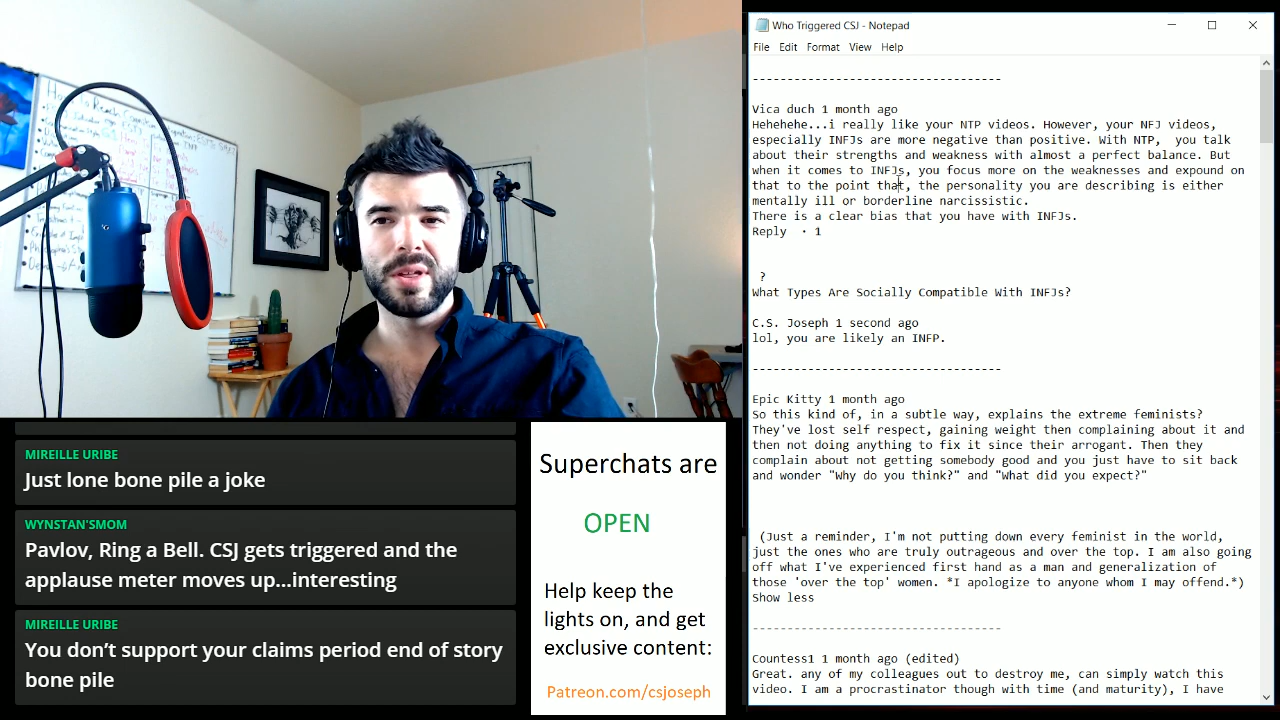 Who Triggered CSJ - Notepad
File Edit Format View Help
-----------------------------------
Vica duch 1 month ago
Hehehehe...i really like your NTP videos. However, your NFJ videos,
especially INFJs are more negative than positive. With NTP, you talk
about their strengths and weakness with almost a perfect balance. But
when it comes to INFJs, you focus more on the weaknesses and expound on
that to the point that, the personality you are describing is either
mentally ill or borderline narcissistic.
There is a clear bias that you have with INFJs.
Reply · 1
?
What Types Are Socially Compatible With INFJs?
C.S. Joseph 1 second ago
lol, you are likely an INFP.
-----------------------------------
Epic Kitty 1 month ago
So this kind of, in a subtle way, explains the extreme feminists?
They've lost self respect, gaining weight then complaining about it and
then not doing anything to fix it since their arrogant. Then they
complain about not getting somebody good and you just have to sit back
and wonder "Why do you think?" and "What did you expect?"
(Just a reminder, I'm not putting down every feminist in the world,
just the ones who are truly outrageous and over the top. I am also going
off what I've experienced first hand as a man and generalization of
those 'over the top' women. *I apologize to anyone whom I may offend.*)
Show less
-----------------------------------
Countess1 1 month ago (edited)
Great. any of my colleagues out to destroy me, can simply watch this
video. I am a procrastinator though with time (and maturity), I have
MIREILLE URIBE
Just lone bone pile a joke
WYNSTAN'SMOM
Pavlov, Ring a Bell. CSJ gets triggered and the
applause meter moves up...interesting
MIREILLE URIBE
You don't support your claims period end of story
bone pile
Superchats are
OPEN
Help keep the
lights on, and get
exclusive content:
Patreon.com/csjoseph